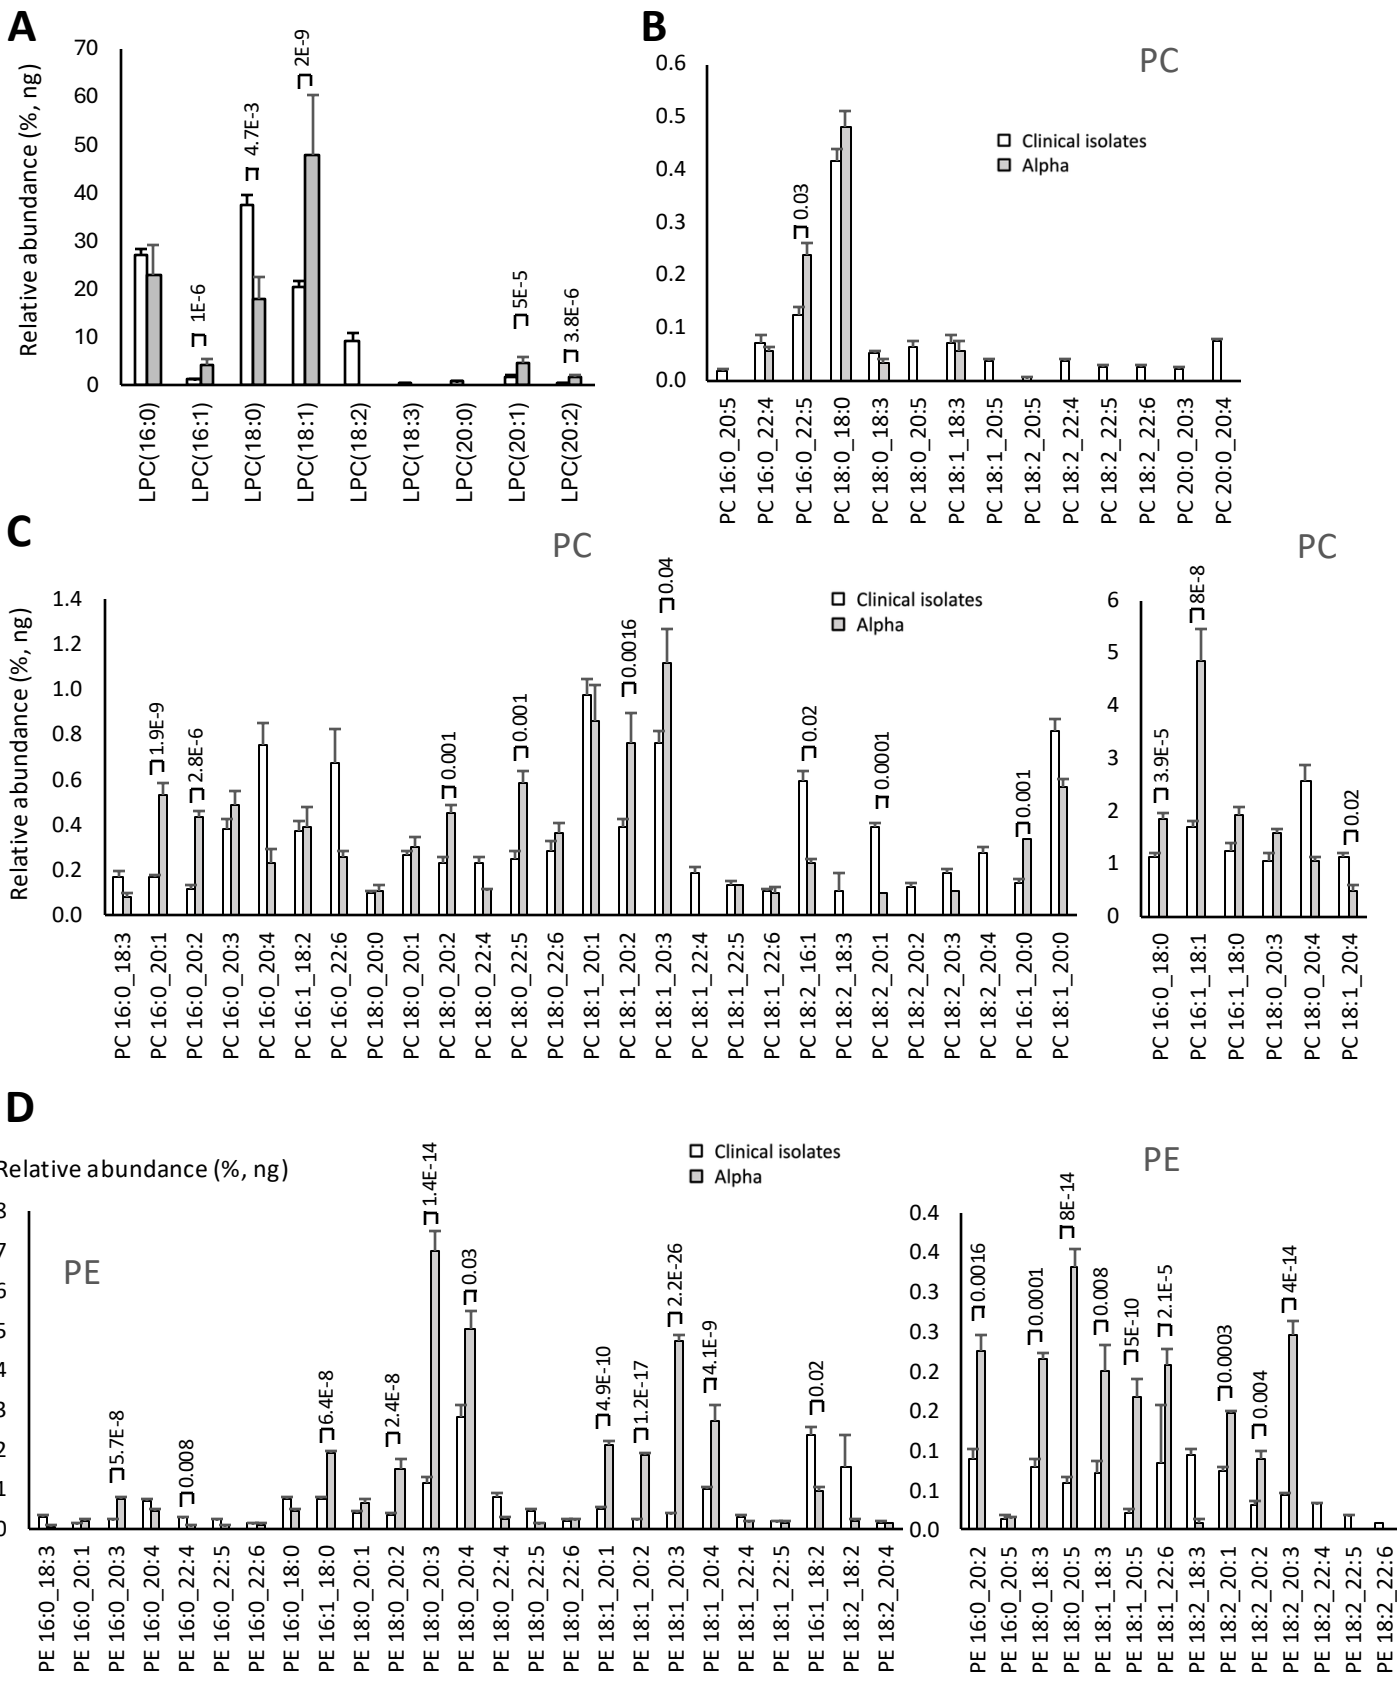 A
Relative abundance (%, ng)
70
60
50
40
30
20
10
0
1E-6
4.7E-3
2E-9
5E-5
3.8E-6
LPC(16:0)
LPC(16:1)
LPC(18:0)
LPC(18:1)
LPC(18:2)
LPC(18:3)
LPC(20:0)
LPC(20:1)
LPC(20:2)
B
PC
0.6
0.5
0.4
0.3
0.2
0.1
0.0
0.03
Clinical isolates
Alpha
PC 16:0_20:5
PC 16:0_22:4
PC 16:0_22:5
PC 18:0_18:0
PC 18:0_18:3
PC 18:0_20:5
PC 18:1_18:3
PC 18:1_20:5
PC 18:2_20:5
PC 18:2_22:4
PC 18:2_22:5
PC 18:2_22:6
PC 20:0_20:3
PC 20:0_20:4
C
PC
Relative abundance (%, ng)
1.4
1.2
1.0
0.8
0.6
0.4
0.2
0.0
1.9E-9
2.8E-6
0.001
0.001
0.0016
0.04
0.02
0.0001
0.001
Clinical isolates
Alpha
PC 16:0_18:3
PC 16:0_20:1
PC 16:0_20:2
PC 16:0_20:3
PC 16:0_20:4
PC 16:1_18:2
PC 16:0_22:6
PC 18:0_20:0
PC 18:0_20:1
PC 18:0_20:2
PC 18:0_22:4
PC 18:0_22:5
PC 18:0_22:6
PC 18:1_20:1
PC 18:1_20:2
PC 18:1_20:3
PC 18:1_22:4
PC 18:1_22:5
PC 18:1_22:6
PC 18:2_16:1
PC 18:2_18:3
PC 18:2_20:1
PC 18:2_20:2
PC 18:2_20:3
PC 18:2_20:4
PC 16:1_20:0
PC 18:1_20:0
PC
6
5
4
3
2
1
0
3.9E-5
8E-8
0.02
PC 16:0_18:0
PC 16:1_18:1
PC 16:1_18:0
PC 18:0_20:3
PC 18:0_20:4
PC 18:1_20:4
D
Relative abundance (%, ng)
PE
8
7
6
5
4
3
2
1
0
5.7E-8
0.008
6.4E-8
2.4E-8
1.4E-14
0.03
4.9E-10
1.2E-17
2.2E-26
4.1E-9
0.02
Clinical isolates
Alpha
PE 16:0_18:3
PE 16:0_20:1
PE 16:0_20:3
PE 16:0_20:4
PE 16:0_22:4
PE 16:0_22:5
PE 16:0_22:6
PE 16:0_18:0
PE 16:1_18:0
PE 18:0_20:1
PE 18:0_20:2
PE 18:0_20:3
PE 18:0_20:4
PE 18:0_22:4
PE 18:0_22:5
PE 18:0_22:6
PE 18:1_20:1
PE 18:1_20:2
PE 18:1_20:3
PE 18:1_20:4
PE 18:1_22:4
PE 18:1_22:5
PE 16:1_18:2
PE 18:2_18:2
PE 18:2_20:4
PE
0.4
0.4
0.3
0.3
0.2
0.2
0.1
0.1
0.0
0.0016
0.0001
8E-14
0.008
5E-10
2.1E-5
0.0003
0.004
4E-14
PE 16:0_20:2
PE 16:0_20:5
PE 18:0_18:3
PE 18:0_20:5
PE 18:1_18:3
PE 18:1_20:5
PE 18:1_22:6
PE 18:2_18:3
PE 18:2_20:1
PE 18:2_20:2
PE 18:2_20:3
PE 18:2_22:4
PE 18:2_22:5
PE 18:2_22:6